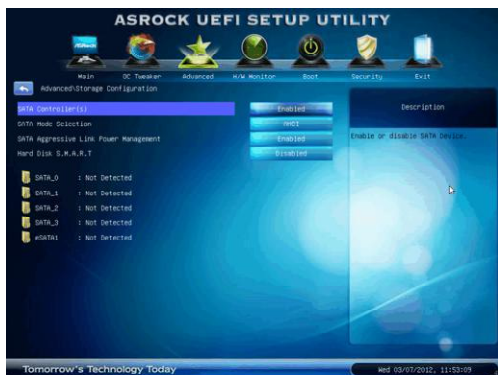 ASROCK UEFI SETUP UTILITY
Main OC Tweaker Advanced H/W Monitor Boot Security Exit
Advanced\Storage Configuration
SATA Controller(s) Enabled
SATA Mode Selection AHCI
SATA Aggressive Link Power Management Enabled
Hard Disk S.M.A.R.T Disabled
SATA_0 : Not Detected
SATA_1 : Not Detected
SATA_2 : Not Detected
SATA_3 : Not Detected
eSATA1 : Not Detected
Description
Enable or disable SATA Device.
Tomorrow's Technology Today
Wed 03/07/2012, 11:53:09